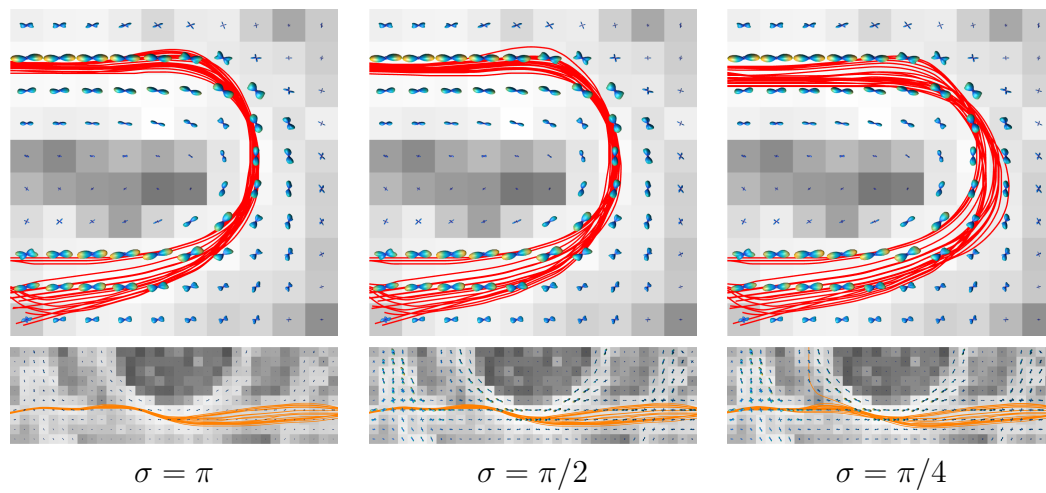 σ = π
σ = π/2
σ = π/4